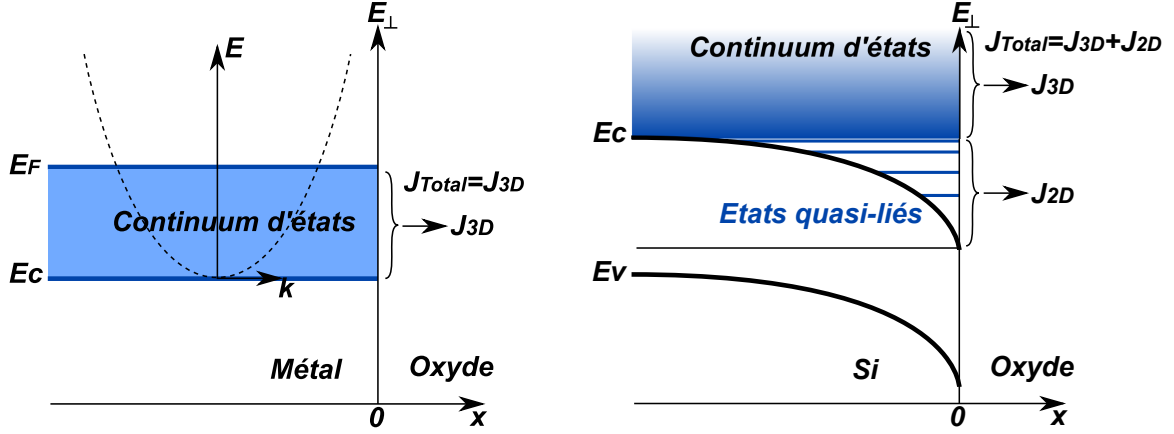 E⊥
E
EF
JTotal=J3D
Continuum d'états
J3D
Ec
k
Métal
Oxyde
0
x
E⊥
Continuum d'états
JTotal=J3D+J2D
J3D
Ec
Etats quasi-liés
J2D
Ev
Si
Oxyde
0
x